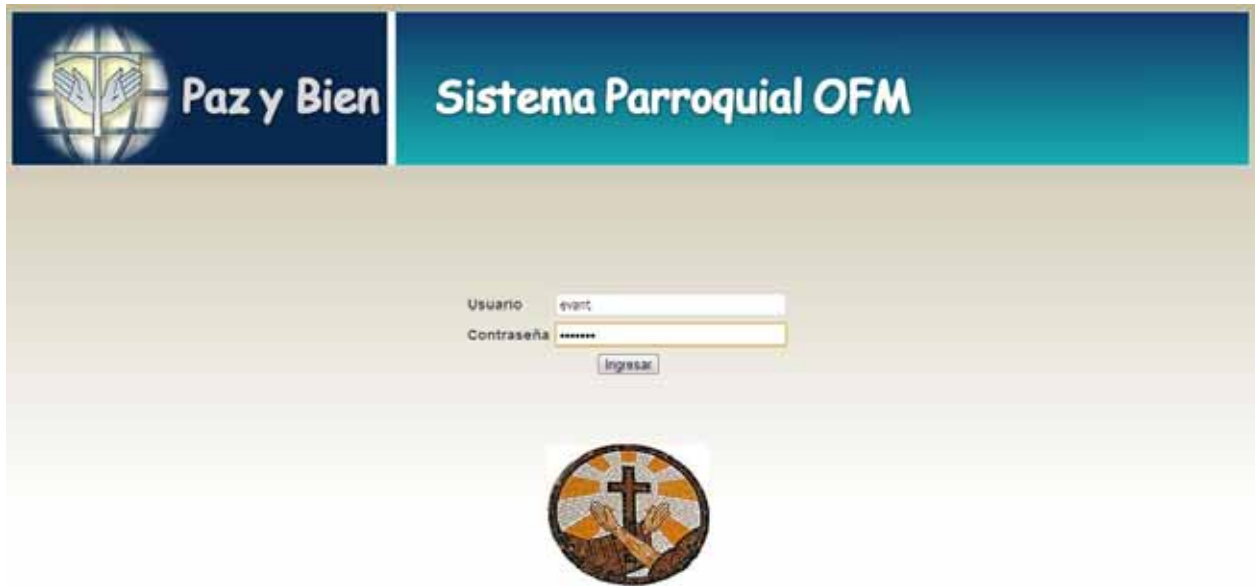 Paz y Bien
Sistema Parroquial OFM
Usuario
evant
Contraseña •••••••
Ingresar